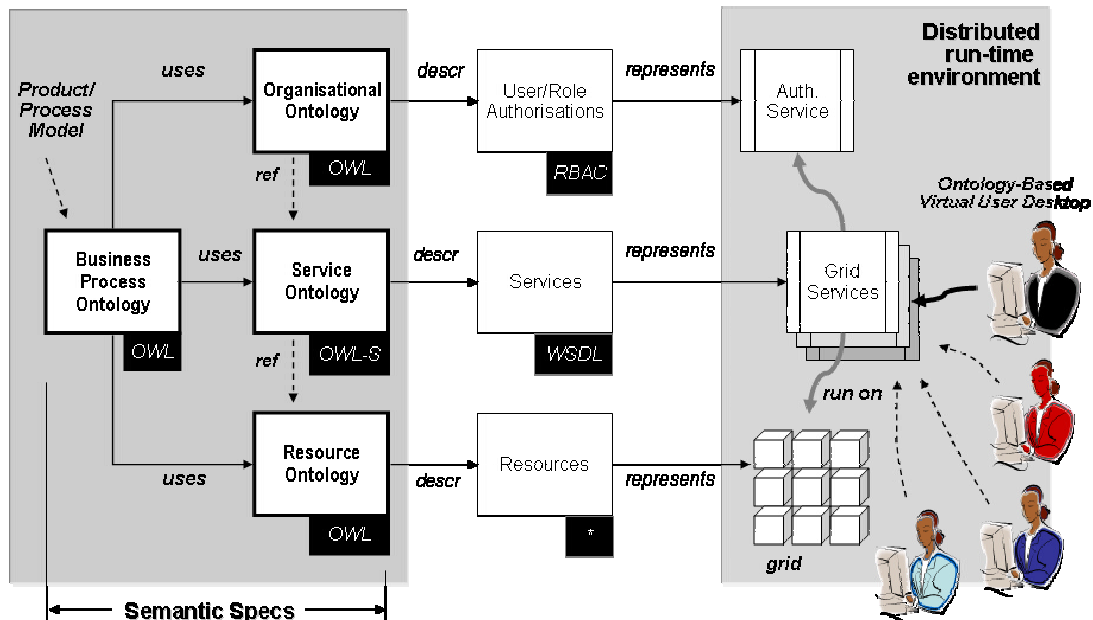 Distributed
run-time
environment
uses
Organisational
Ontology
OWL
descr
User/Role
Authorisations
RBAC
represents
Auth.
Service
Product/
Process
Model
ref
Ontology-Based
Virtual User Desktop
Business
Process
Ontology
OWL
uses
Service
Ontology
OWL-S
descr
Services
WSDL
represents
Grid
Services
ref
run on
uses
Resource
Ontology
OWL
descr
Resources
*
represents
grid
Semantic Specs